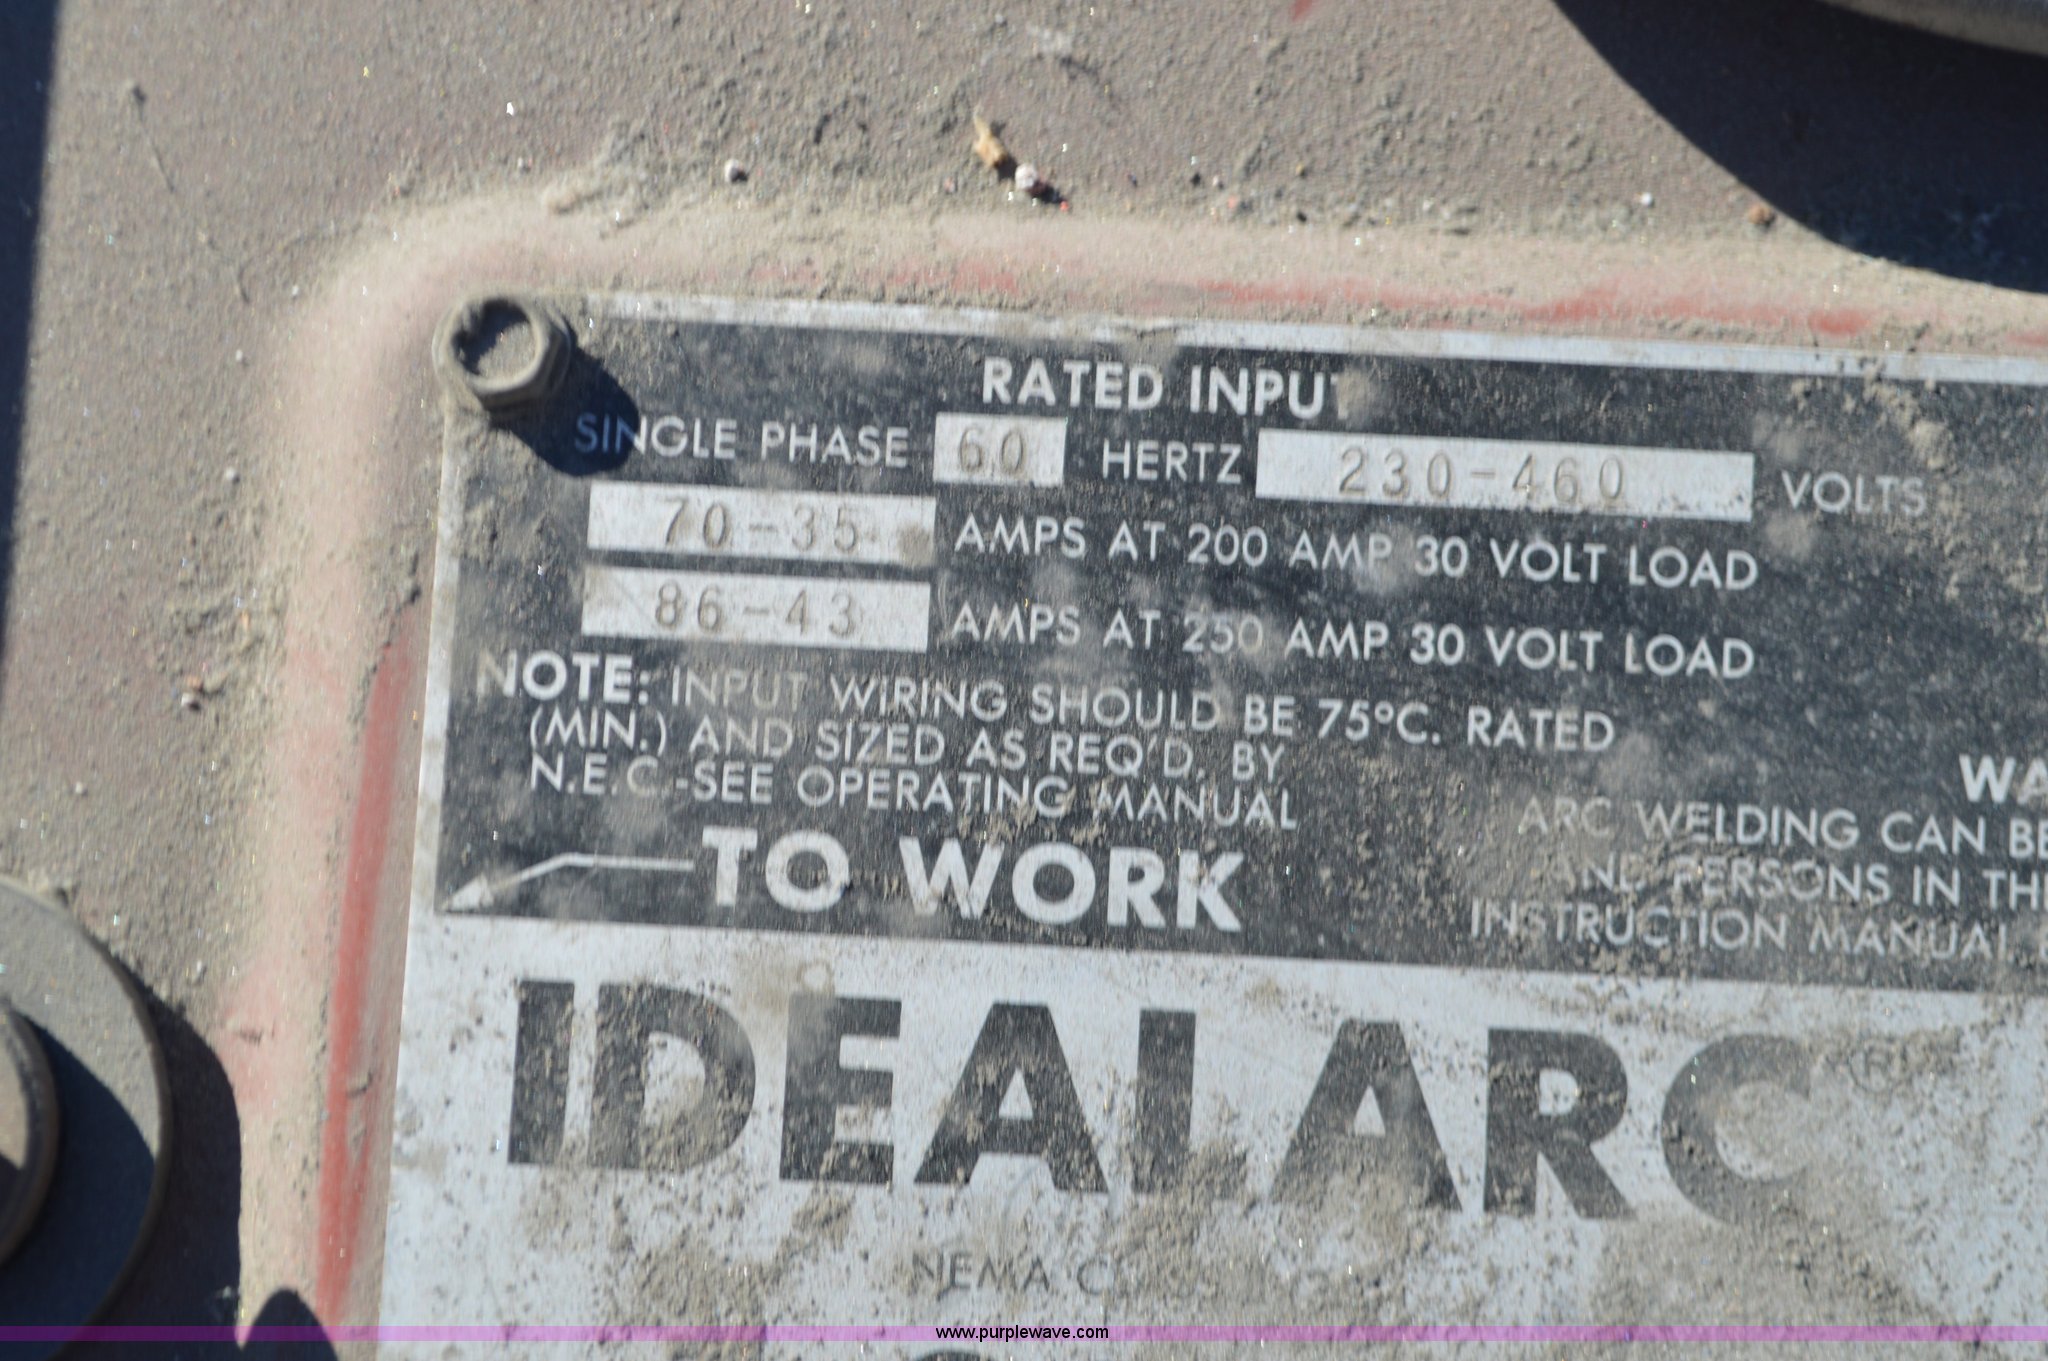 RATED INPUT
SINGLE PHASE 60 HERTZ 230-460 VOLTS
70-35 AMPS AT 200 AMP 30 VOLT LOAD
86-43 AMPS AT 250 AMP 30 VOLT LOAD
NOTE: INPUT WIRING SHOULD BE 75°C. RATED
(MIN.) AND SIZED AS REQ'D. BY
N.E.C.-SEE OPERATING MANUAL
TO WORK
WA
ARC WELDING CAN BE
AND PERSONS IN THE
INSTRUCTION MANUAL
IDEALARC®
NEMA C
www.purplewave.com